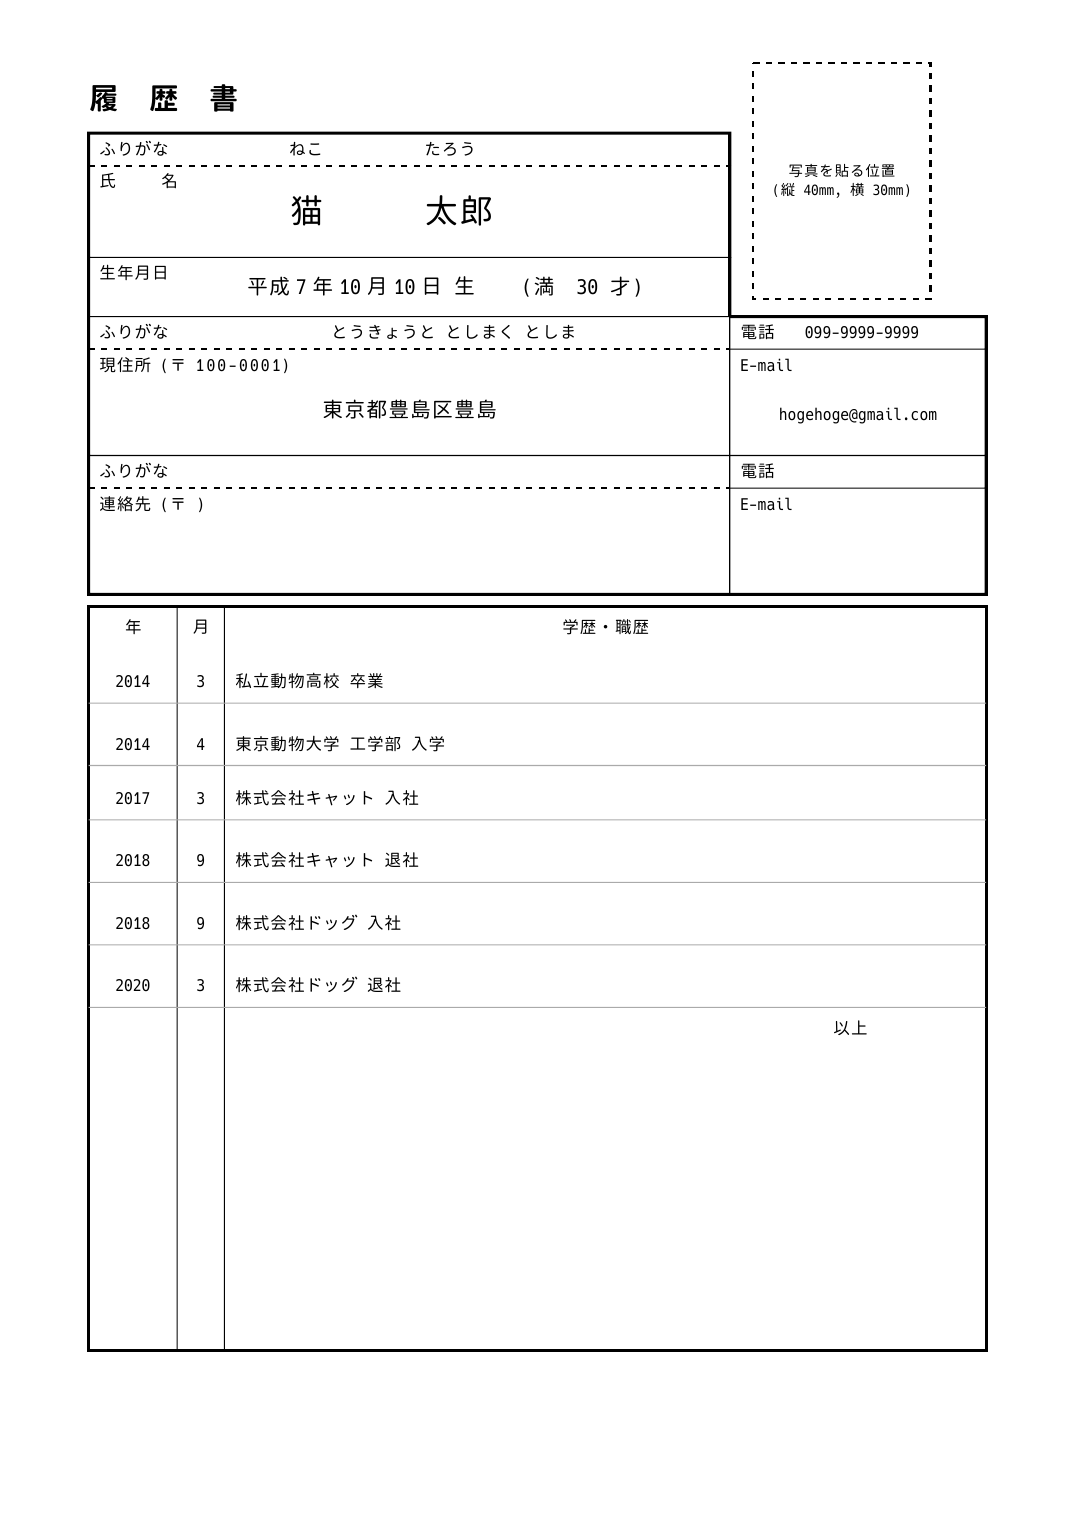 履 歴 書
写真を貼る位置
(縦 40mm, 横 30mm)
ふりがな ねこ たろう
氏 名
猫 太郎
生年月日 平成 7 年 10 月 10 日 生 (満 30 才)
ふりがな とうきょうと としまく としま
電話 099-9999-9999
現住所 (〒 100-0001)
E-mail
東京都豊島区豊島
hogehoge@gmail.com
ふりがな
電話
連絡先 (〒 )
E-mail
年 月 学歴・職歴
2014 3 私立動物高校 卒業
2014 4 東京動物大学 工学部 入学
2017 3 株式会社キャット 入社
2018 9 株式会社キャット 退社
2018 9 株式会社ドッグ 入社
2020 3 株式会社ドッグ 退社
以上